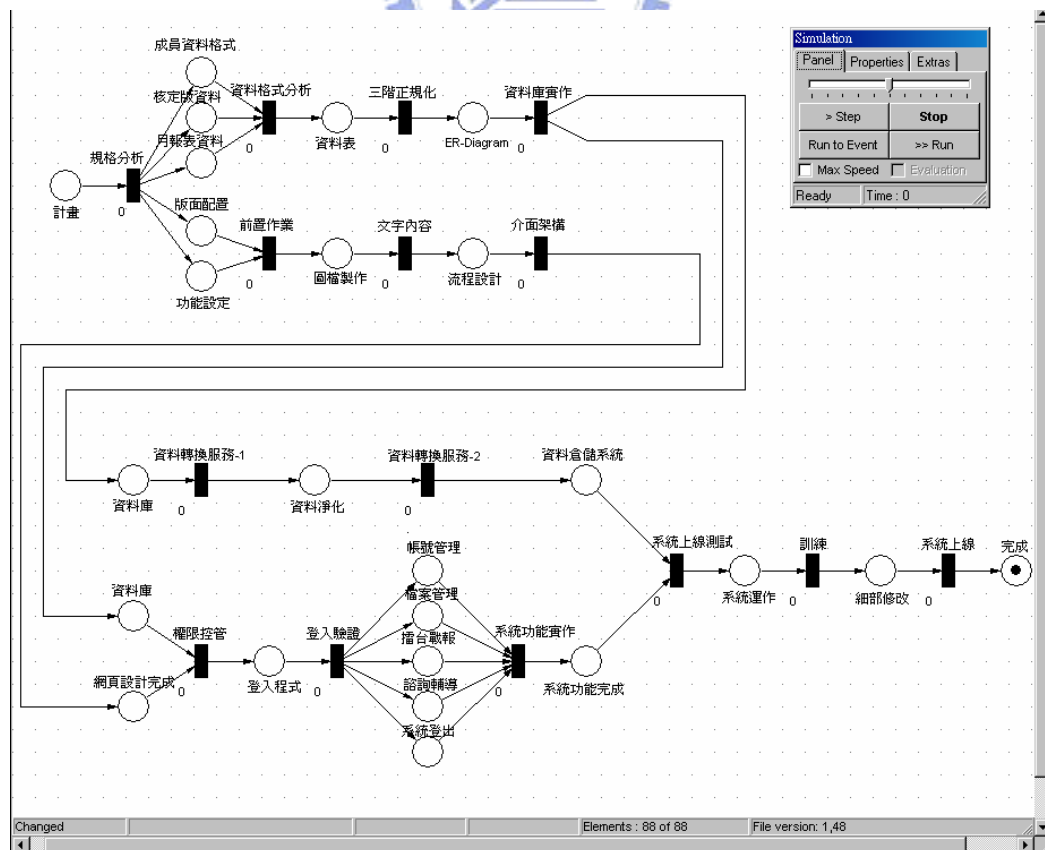 Simulation
Panel
Properties
Extras
> Step
Stop
Run to Event
>> Run
Max Speed
Evaluation
Ready
Time : 0
成員資料格式
核定版資料
資料格式分析
三階正規化
資料庫實作
月報表資料
0
資料表
0
ER-Diagram
0
規格分析
計畫
0
版面配置
前置作業
文字內容
介面架構
0
圖檔製作
0
流程設計
0
功能設定
資料轉換服務-1
資料轉換服務-2
資料倉儲系統
資料庫
0
資料淨化
0
帳號管理
系統上線測試
訓練
系統上線
完成
資料庫
檔案管理
0
系統運作
0
細部修改
0
權限控管
登入驗證
擂台戰報
系統功能實作
網頁設計完成
0
登入程式
0
諮詢輔導
0
系統功能完成
系統登出
Changed
Elements : 88 of 88
File version: 1,48